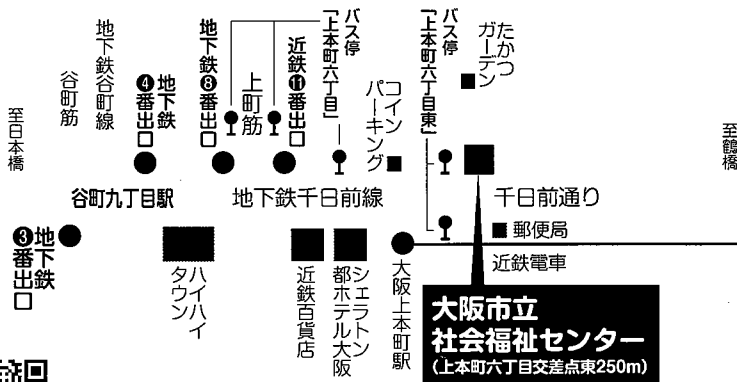 至日本橋
谷町筋
地下鉄谷町線
地下鉄
❹番出口
地下鉄
❽番出口
上町筋
近鉄
⓫番出口
バス停
「上本町六丁目」
コイン
パーキング
バス停
「上本町六丁目東」
たかつ
ガーデン
至鶴橋
谷町九丁目駅
地下鉄千日前線
千日前通り
地下鉄
❸番出口
ハイハイ
タウン
近鉄百貨店
シェラトン
都ホテル大阪
大阪上本町駅
郵便局
近鉄電車
大阪市立
社会福祉センター
(上本町六丁目交差点東250m)